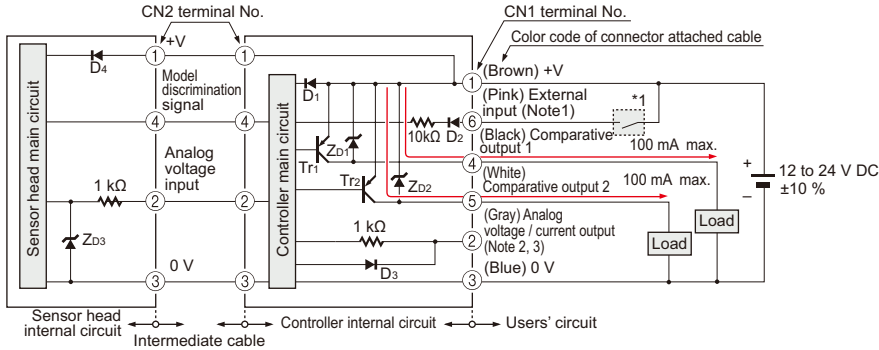 CN2 terminal No.
CN1 terminal No.
Color code of connector attached cable
+V
1
1
D4
Model
discrimination
signal
4
4
Analog
voltage
input
1 kΩ
2
2
ZD3
0 V
3
3
Sensor head main circuit
Controller main circuit
D1
1
(Brown) +V
(Pink) External
input (Note1)
*1
10kΩ
D2
6
(Black) Comparative
output 1
100 mA max.
ZD1
Tr1
4
(White)
Comparative output 2
100 mA max.
Tr2
ZD2
5
(Gray) Analog
voltage / current output
(Note 2, 3)
1 kΩ
2
D3
(Blue) 0 V
3
Load
Load
+
−
12 to 24 V DC
±10 %
Sensor head
internal circuit
Intermediate cable
Controller internal circuit
Users' circuit